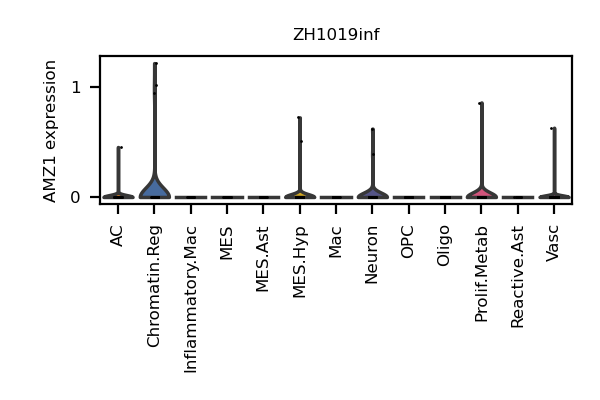 ZH1019inf
AMZ1 expression
1
0
AC
Chromatin.Reg
Inflammatory.Mac
MES
MES.Ast
MES.Hyp
Mac
Neuron
OPC
Oligo
Prolif.Metab
Reactive.Ast
Vasc